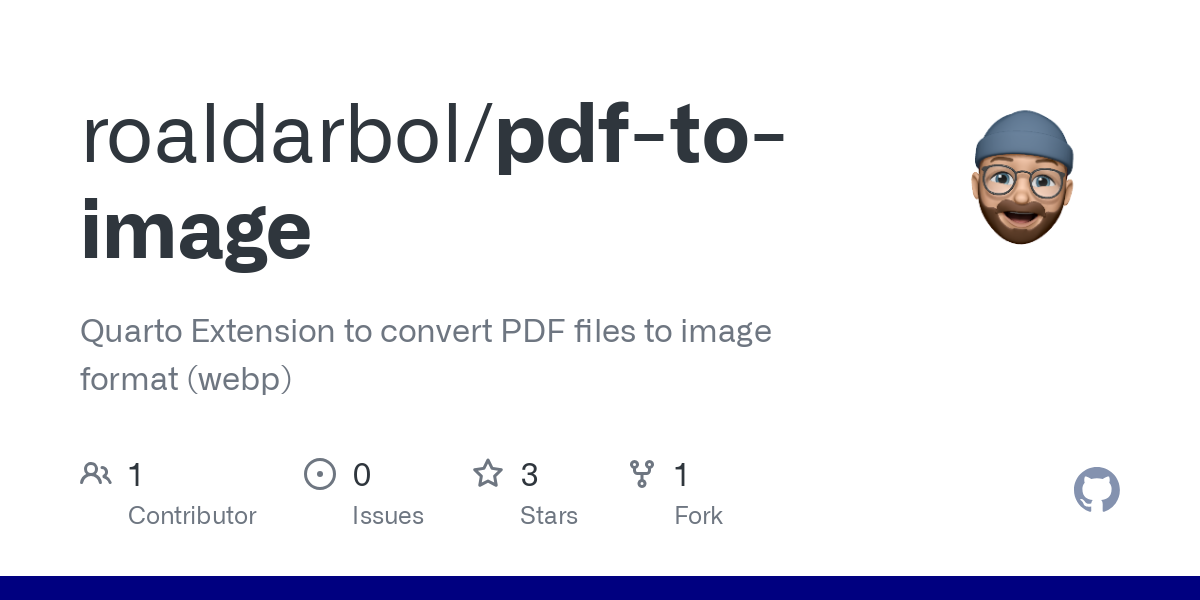 roaldarbol/pdf-to-
image
Quarto Extension to convert PDF files to image
format (webp)
1
Contributor
0
Issues
3
Stars
1
Fork